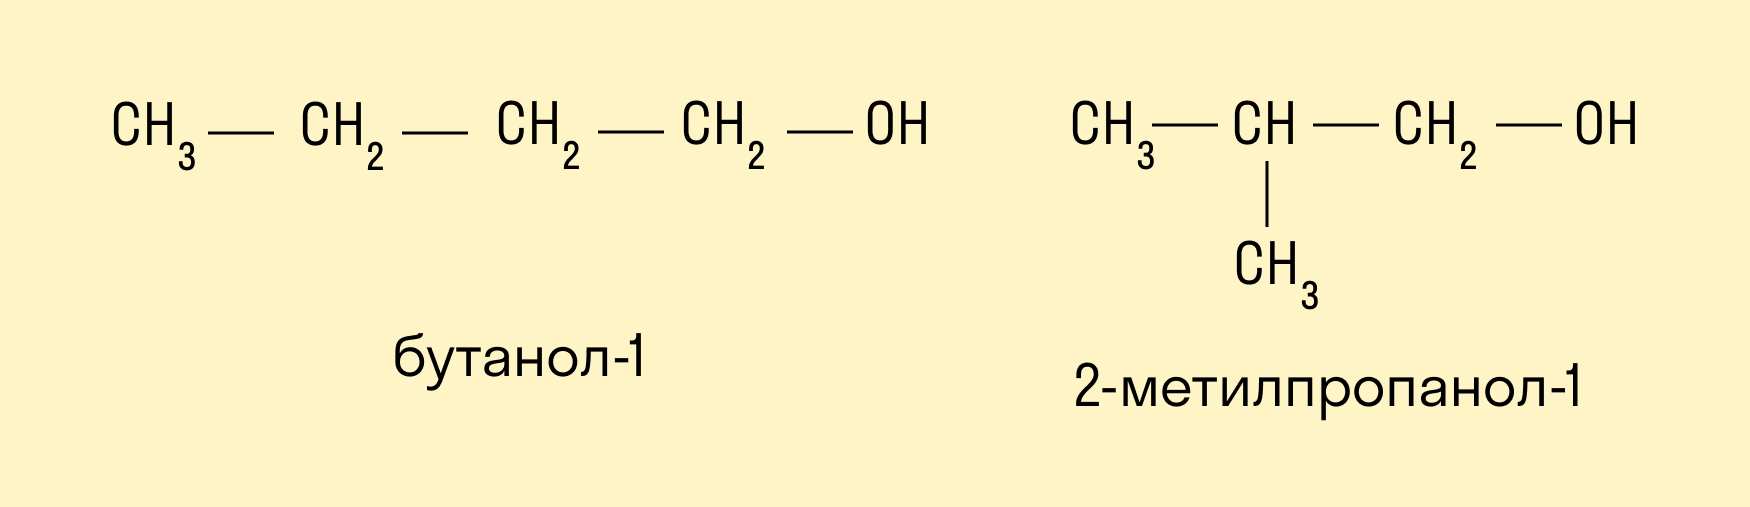 CH₃ — CH₂ — CH₂ — CH₂ — OH
бутанол-1
CH₃ — CH — CH₂ — OH
|
CH₃
2-метилпропанол-1